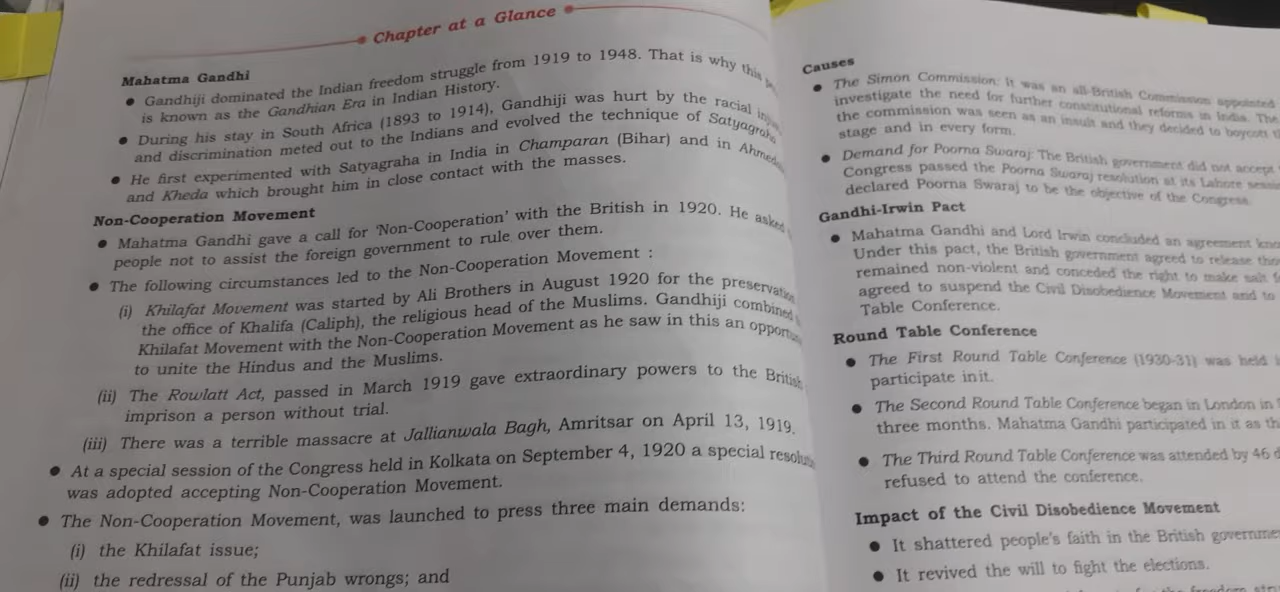 Chapter at a Glance
Mahatma Gandhi
● Gandhiji dominated the Indian freedom struggle from 1919 to 1948. That is why this
is known as the Gandhian Era in Indian History.
● During his stay in South Africa (1893 to 1914), Gandhiji was hurt by the racial
and discrimination meted out to the Indians and evolved the technique of Satyagraha
● He first experimented with Satyagraha in India in Champaran (Bihar) and in
and Kheda which brought him in close contact with the masses.
Non-Cooperation Movement
● Mahatma Gandhi gave a call for 'Non-Cooperation' with the British in 1920. He asked
people not to assist the foreign government to rule over them.
● The following circumstances led to the Non-Cooperation Movement :
(i) Khilafat Movement was started by Ali Brothers in August 1920 for the
the office of Khalifa (Caliph), the religious head of the Muslims. Gandhiji combined
Khilafat Movement with the Non-Cooperation Movement as he saw in this an
to unite the Hindus and the Muslims.
(ii) The Rowlatt Act, passed in March 1919 gave extraordinary powers to the British
imprison a person without trial.
(iii) There was a terrible massacre at Jallianwala Bagh, Amritsar on April 13, 1919.
● At a special session of the Congress held in Kolkata on September 4, 1920 a special
was adopted accepting Non-Cooperation Movement.
● The Non-Cooperation Movement, was launched to press three main demands:
(i) the Khilafat issue;
(ii) the redressal of the Punjab wrongs; and
Causes
● The Simon Commission: It was an all-British Commission appointed
investigate the need for further constitutional reforms in India. The
the commission was seen as an insult and they decided to boycott
stage and in every form.
● Demand for Poorna Swaraj: The British government did not accept
Congress passed the Poorna Swaraj resolution at its Lahore
declared Poorna Swaraj to be the objective of the Congress.
Gandhi-Irwin Pact
● Mahatma Gandhi and Lord Irwin concluded an agreement
Under this pact, the British government agreed to release
remained non-violent and conceded the right to make salt
agreed to suspend the Civil Disobedience Movement and to
Table Conference.
Round Table Conference
● The First Round Table Conference (1930-31) was held
participate init.
● The Second Round Table Conference began in London in
three months. Mahatma Gandhi participated in it as
● The Third Round Table Conference was attended by 46
refused to attend the conference.
Impact of the Civil Disobedience Movement
● It shattered people's faith in the British
● It revived the will to fight the elections.